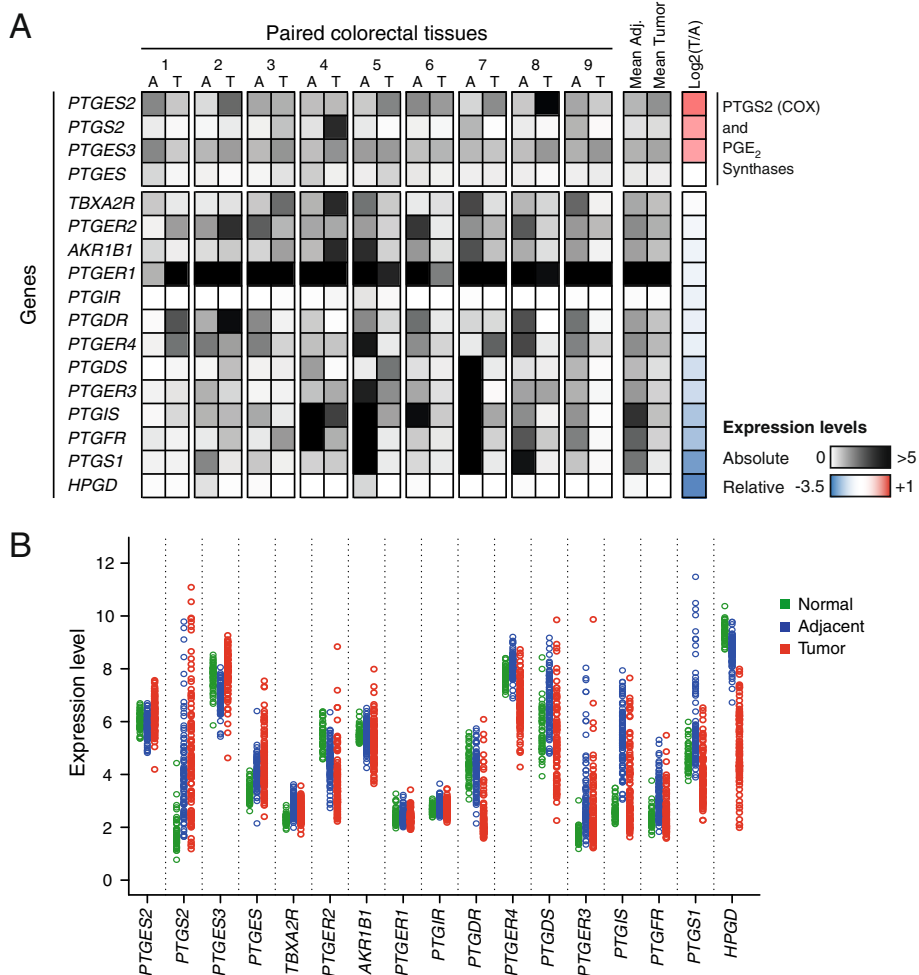 A
Paired colorectal tissues
Mean Adj.
Mean Tumor
Log2(T/A)
1 2 3 4 5 6 7 8 9
A T A T A T A T A T A T A T A T A T
Genes
PTGES2
PTGS2
PTGES3
PTGES
PTGS2 (COX)
and
PGE2
Synthases
TBXA2R
PTGER2
AKR1B1
PTGER1
PTGIR
PTGDR
PTGER4
PTGDS
PTGER3
PTGIS
PTGFR
PTGS1
HPGD
Expression levels
Absolute 0 >5
Relative -3.5 +1
B
Expression level
12
10
8
6
4
2
0
Normal
Adjacent
Tumor
PTGES2
PTGS2
PTGES3
PTGES
TBXA2R
PTGER2
AKR1B1
PTGER1
PTGIR
PTGDR
PTGER4
PTGDS
PTGER3
PTGIS
PTGFR
PTGS1
HPGD